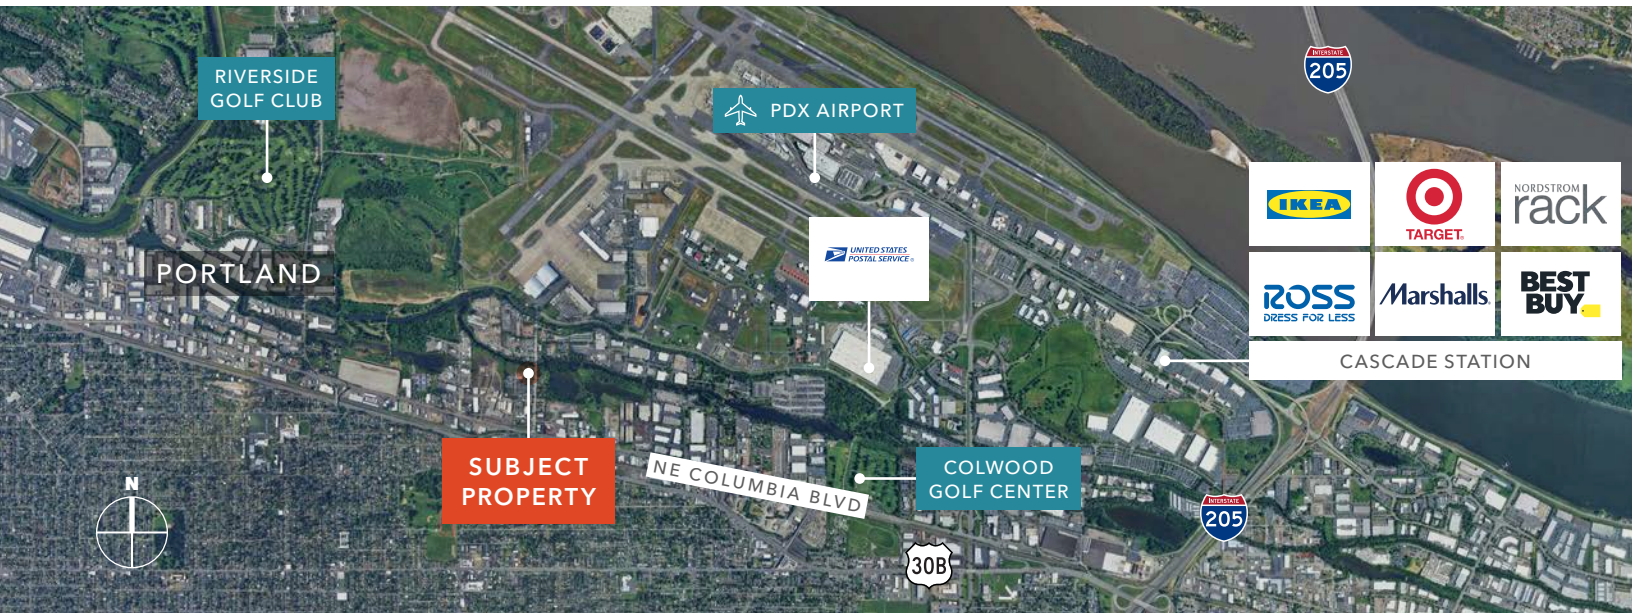 RIVERSIDE
GOLF CLUB
PDX AIRPORT
INTERSTATE
205
IKEA
TARGET
NORDSTROM
rack
UNITED STATES
POSTAL SERVICE®
ROSS
DRESS FOR LESS
Marshalls
BEST
BUY
PORTLAND
CASCADE STATION
SUBJECT
PROPERTY
NE COLUMBIA BLVD
COLWOOD
GOLF CENTER
N
INTERSTATE
205
30B